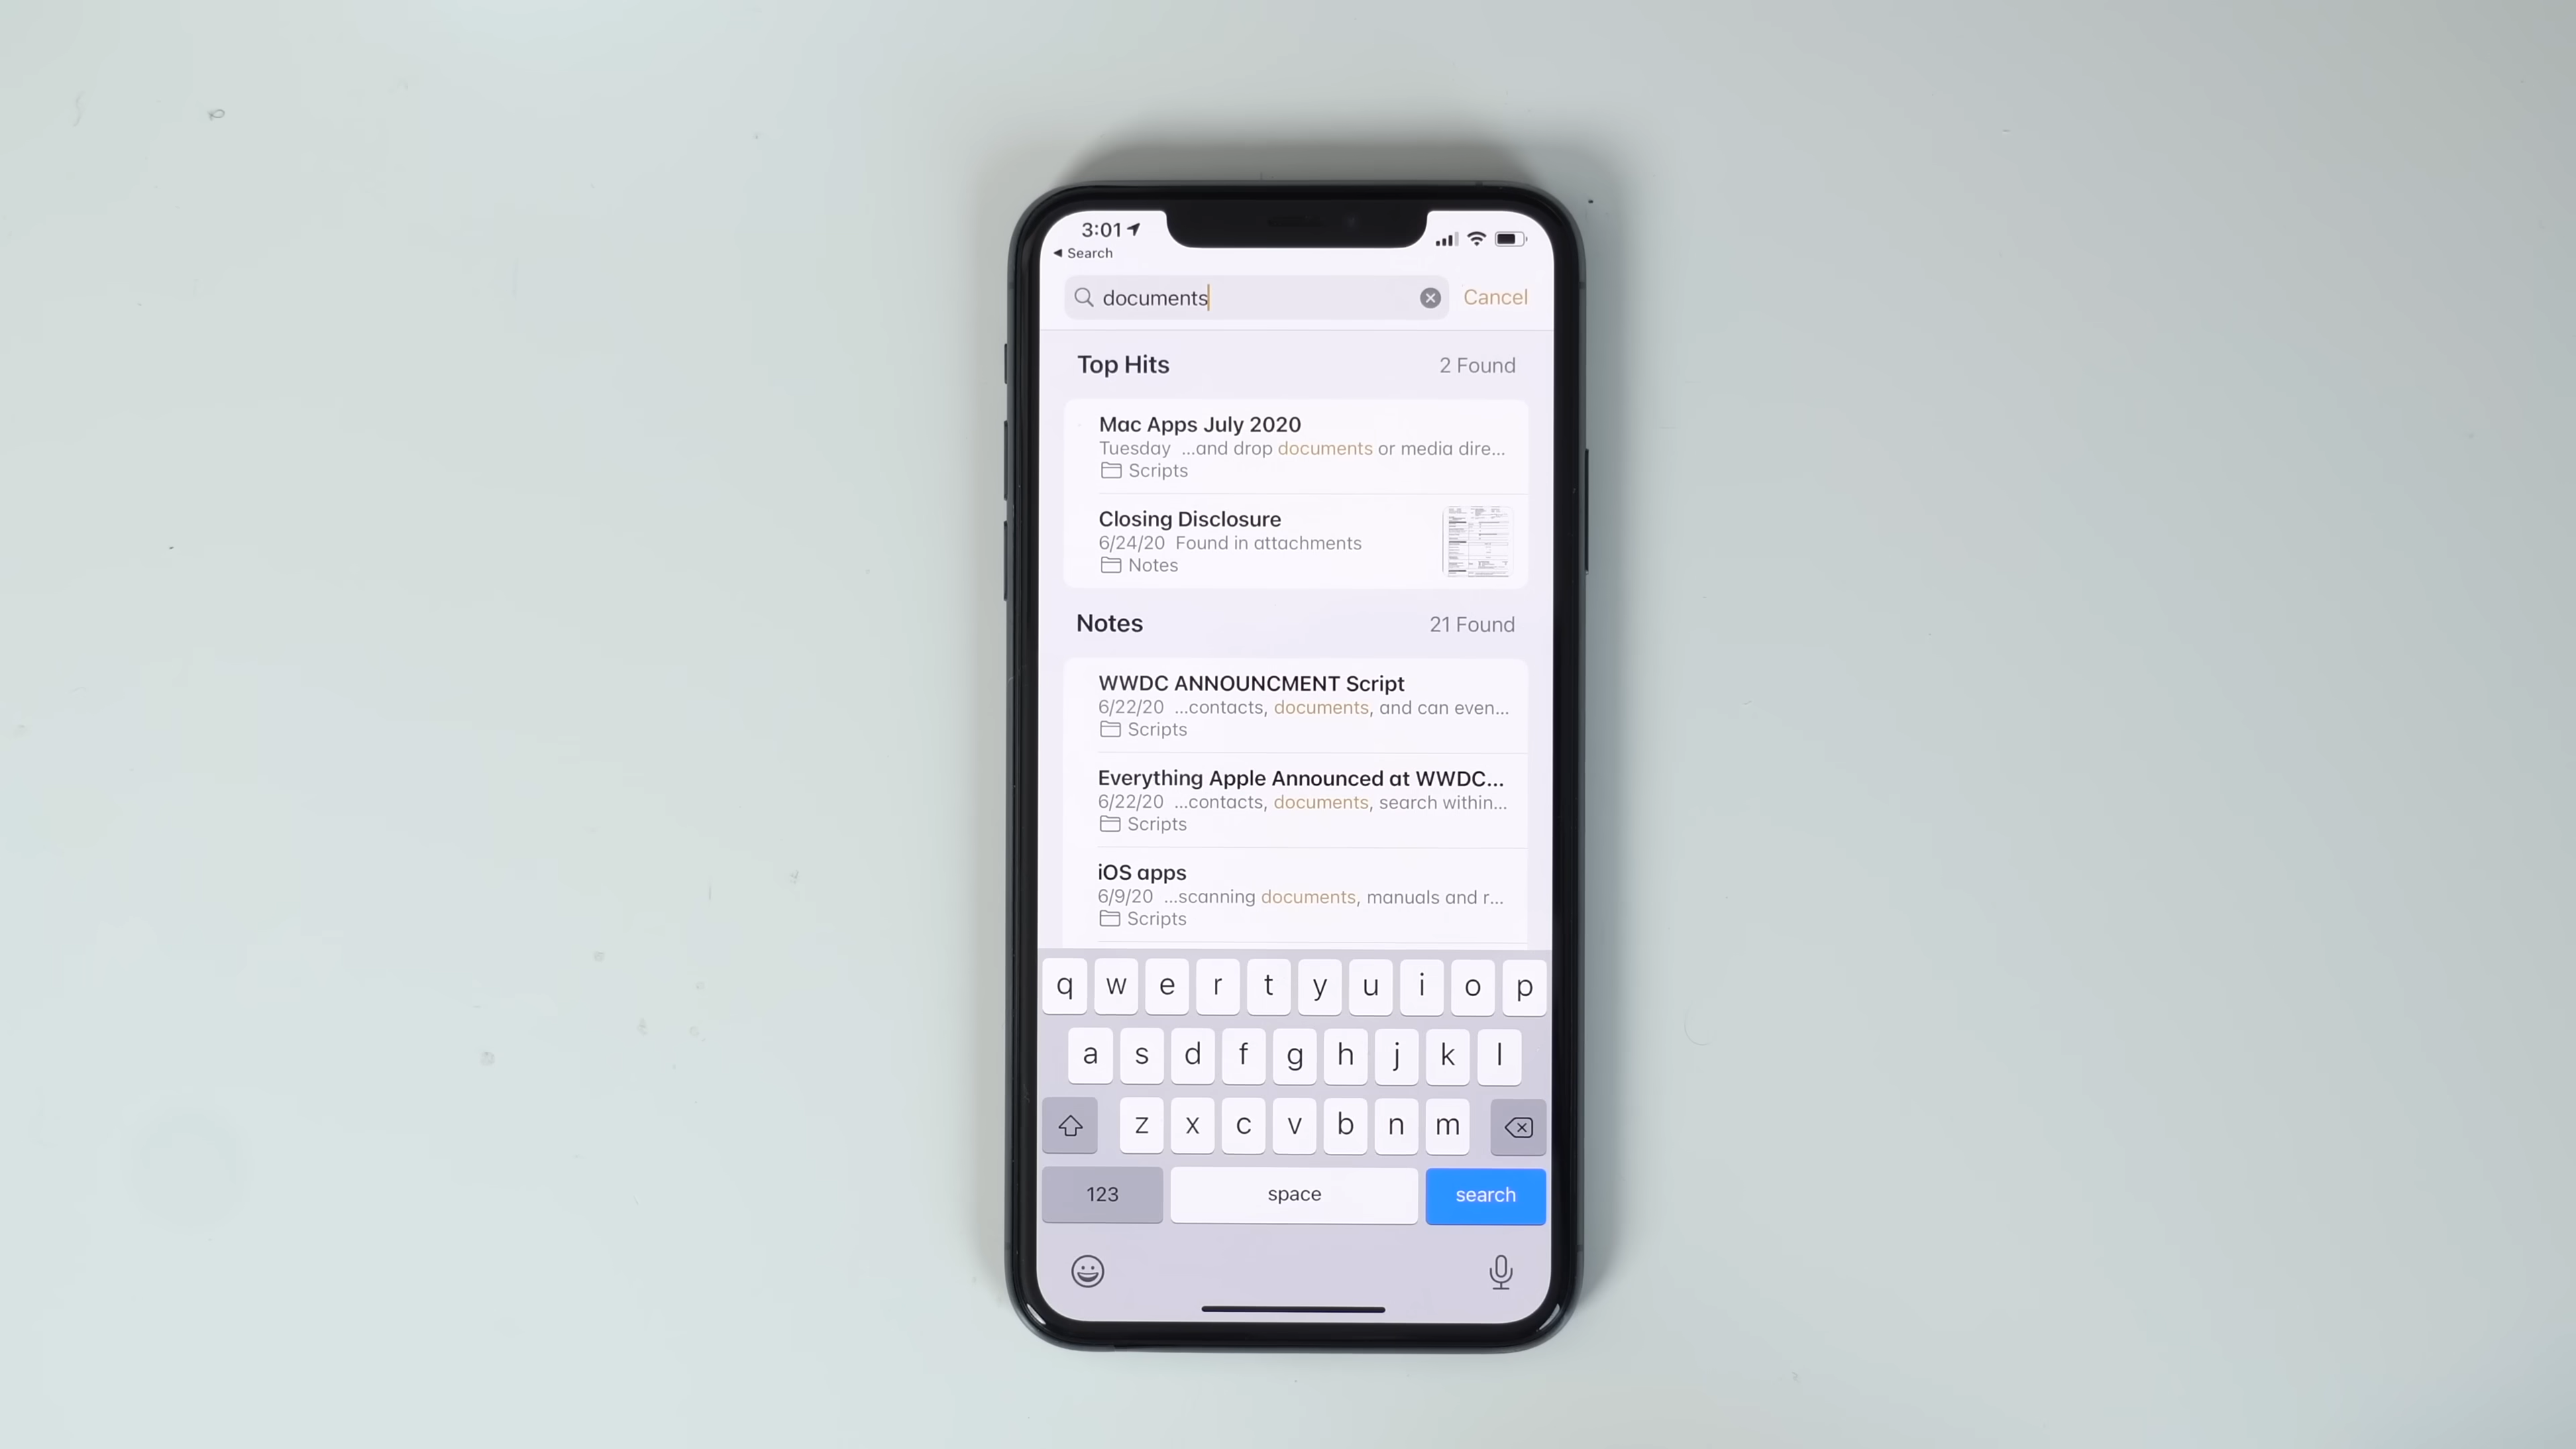 3:01
Search
documents
Cancel
Top Hits
2 Found
Mac Apps July 2020
Tuesday ...and drop documents or media dire...
Scripts
Closing Disclosure
6/24/20 Found in attachments
Notes
Notes
21 Found
WWDC ANNOUNCMENT Script
6/22/20 ...contacts, documents, and can even...
Scripts
Everything Apple Announced at WWDC...
6/22/20 ...contacts, documents, search within...
Scripts
iOS apps
6/9/20 ...scanning documents, manuals and r...
Scripts
q w e r t y u i o p
a s d f g h j k l
z x c v b n m
123 space search